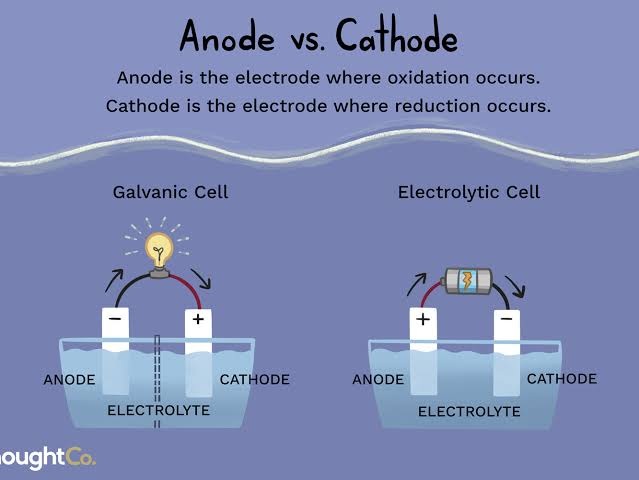 Anode vs. Cathode
Anode is the electrode where oxidation occurs.
Cathode is the electrode where reduction occurs.
Galvanic Cell
Electrolytic Cell
− +
+ −
ANODE CATHODE
ANODE CATHODE
ELECTROLYTE
ELECTROLYTE
houghtCo.